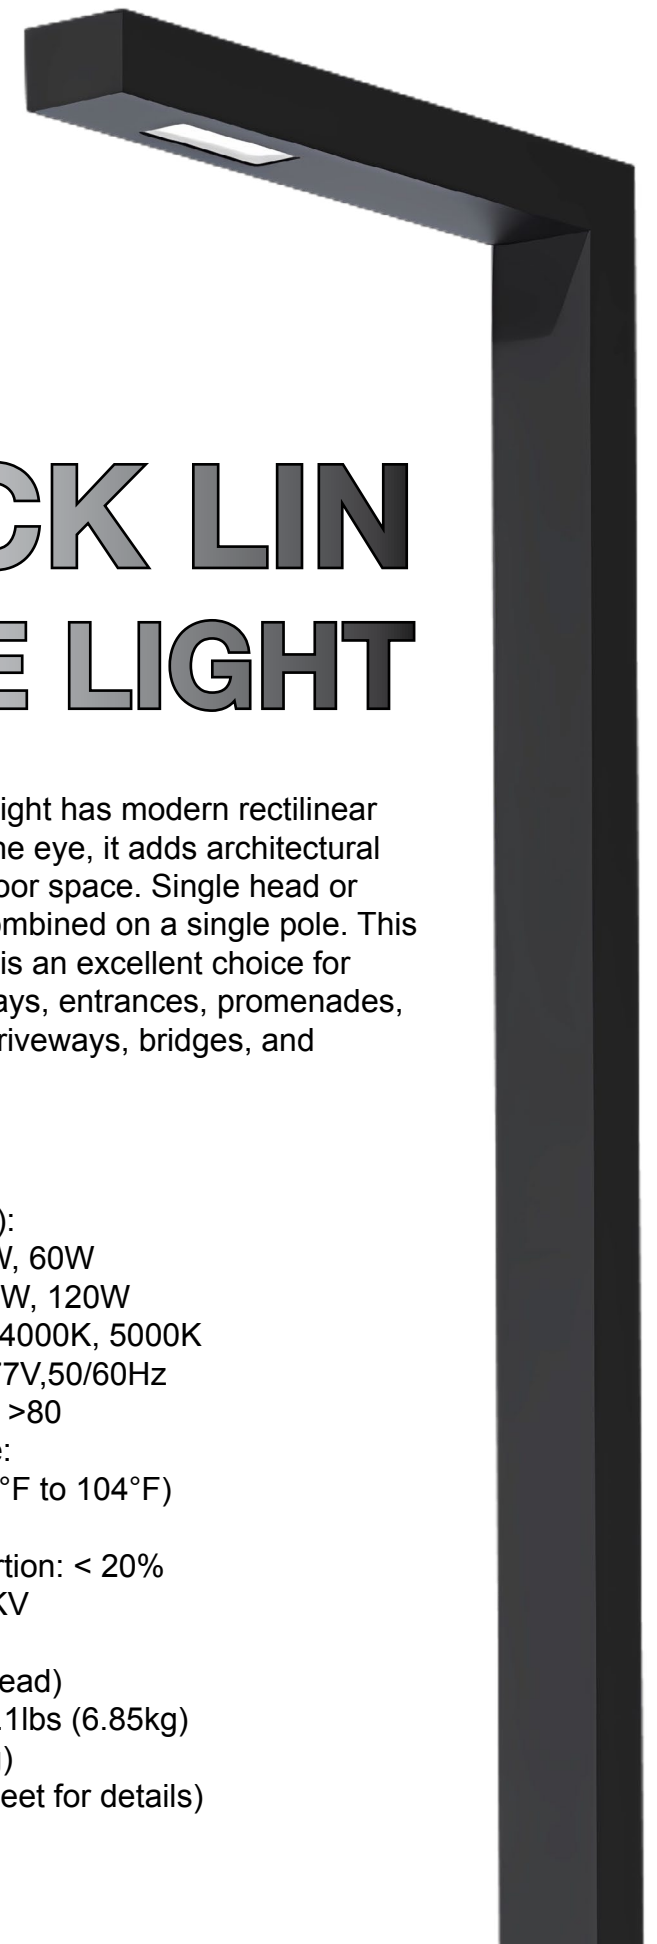 CK LIN
E LIGHT
ight has modern rectilinear
he eye, it adds architectural
oor space. Single head or
ombined on a single pole. This
is an excellent choice for
ays, entrances, promenades,
riveways, bridges, and
):
W, 60W
W, 120W
4000K, 5000K
77V,50/60Hz
>80
e:
°F to 104°F)
rtion: < 20%
KV
ead)
.1lbs (6.85kg)
)
eet for details)